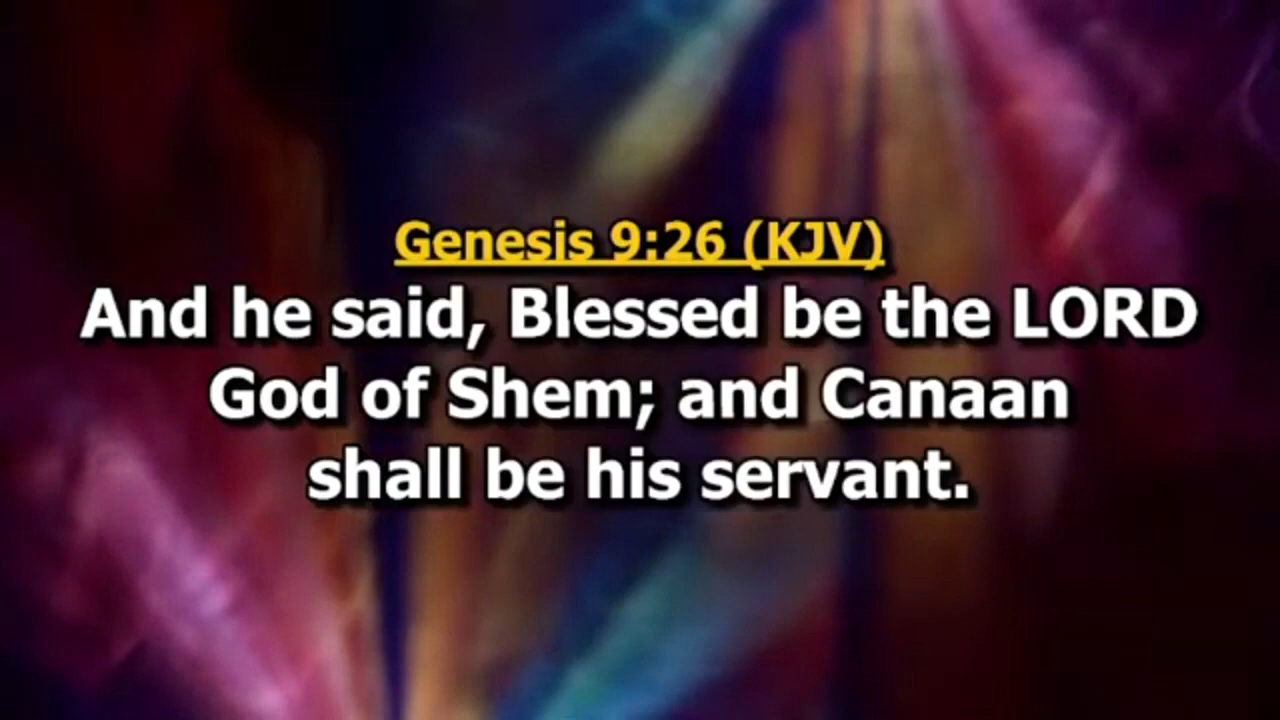 Genesis 9:26 (KJV)
And he said, Blessed be the LORD
God of Shem; and Canaan
shall be his servant.